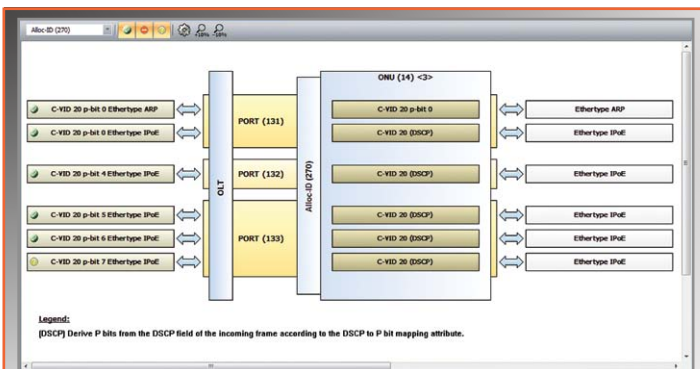 Alloc-ID (270)
+10% -10%
ONU (14) <3>
C-VID 20 p-bit 0 Ethertype ARP
C-VID 20 p-bit 0
Ethertype ARP
PORT (131)
C-VID 20 p-bit 0 Ethertype IPoE
C-VID 20 (DSCP)
Ethertype IPoE
C-VID 20 p-bit 4 Ethertype IPoE
PORT (132)
C-VID 20 (DSCP)
Ethertype IPoE
OLT
Alloc-ID (270)
C-VID 20 p-bit 5 Ethertype IPoE
C-VID 20 (DSCP)
Ethertype IPoE
C-VID 20 p-bit 6 Ethertype IPoE
PORT (133)
C-VID 20 (DSCP)
Ethertype IPoE
C-VID 20 p-bit 7 Ethertype IPoE
C-VID 20 (DSCP)
Ethertype IPoE
Legend:
(DSCP) Derive P bits from the DSCP field of the incoming frame according to the DSCP to P bit mapping attribute.